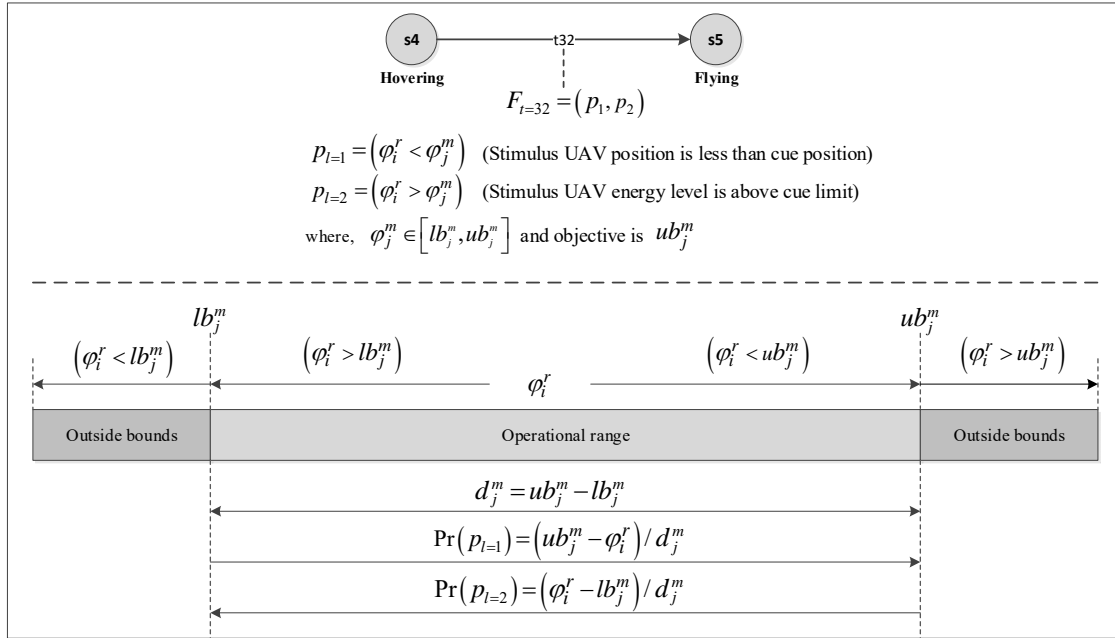 s4 t32 s5
Hovering Flying
F_{t=32} = (p_1, p_2)
p_{l=1} = (φ_i^r < φ_j^m) (Stimulus UAV position is less than cue position)
p_{l=2} = (φ_i^r > φ_j^m) (Stimulus UAV energy level is above cue limit)
where, φ_j^m ∈ [lb_j^m, ub_j^m] and objective is ub_j^m
lb_j^m ub_j^m
(φ_i^r < lb_j^m) (φ_i^r > lb_j^m) (φ_i^r < ub_j^m) (φ_i^r > ub_j^m)
φ_i^r
Outside bounds Operational range Outside bounds
d_j^m = ub_j^m − lb_j^m
Pr(p_{l=1}) = (ub_j^m − φ_i^r) / d_j^m
Pr(p_{l=2}) = (φ_i^r − lb_j^m) / d_j^m